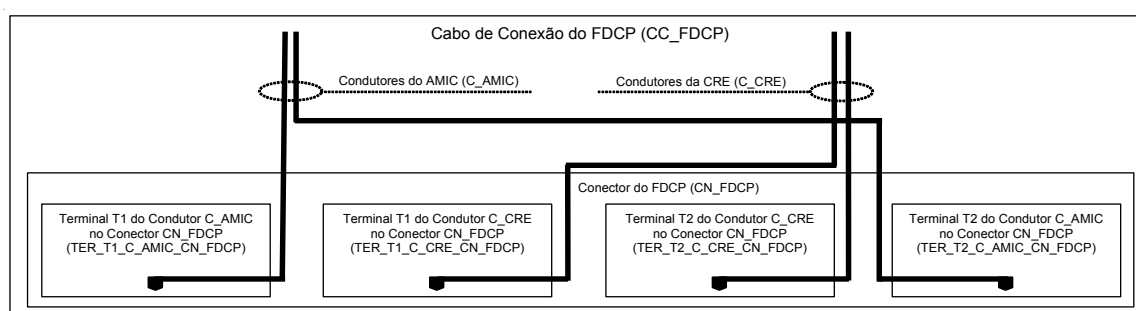 Cabo de Conexão do FDCP (CC_FDCP)
Condutores do AMIC (C_AMIC)
Condutores da CRE (C_CRE)
Conector do FDCP (CN_FDCP)
Terminal T1 do Condutor C_AMIC
no Conector CN_FDCP
(TER_T1_C_AMIC_CN_FDCP)
Terminal T1 do Condutor C_CRE
no Conector CN_FDCP
(TER_T1_C_CRE_CN_FDCP)
Terminal T2 do Condutor C_CRE
no Conector CN_FDCP
(TER_T2_C_CRE_CN_FDCP)
Terminal T2 do Condutor C_AMIC
no Conector CN_FDCP
(TER_T2_C_AMIC_CN_FDCP)